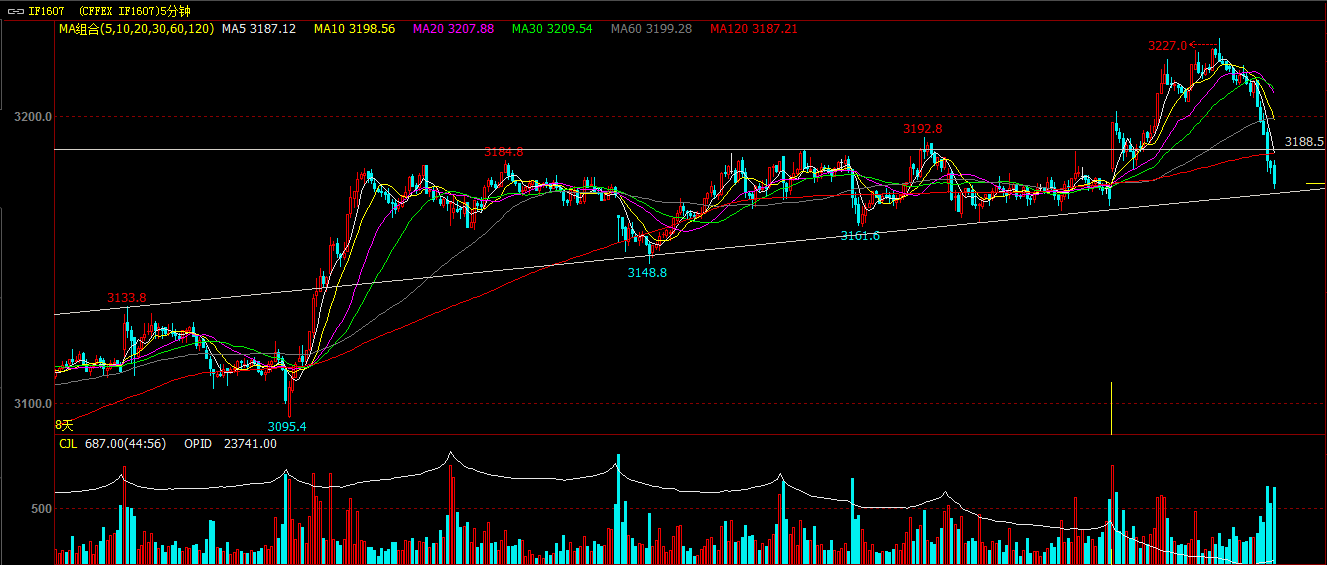 IF1607 (CFFEX IF1607)5分钟
MA组合(5,10,20,30,60,120) MA5 3187.12 MA10 3198.56 MA20 3207.88 MA30 3209.54 MA60 3199.28 MA120 3187.21
3227.0
3200.0
3192.8
3188.5
3184.8
3161.6
3148.8
3133.8
3100.0
3095.4
8天
CJL 687.00(44:56) OPID 23741.00
500